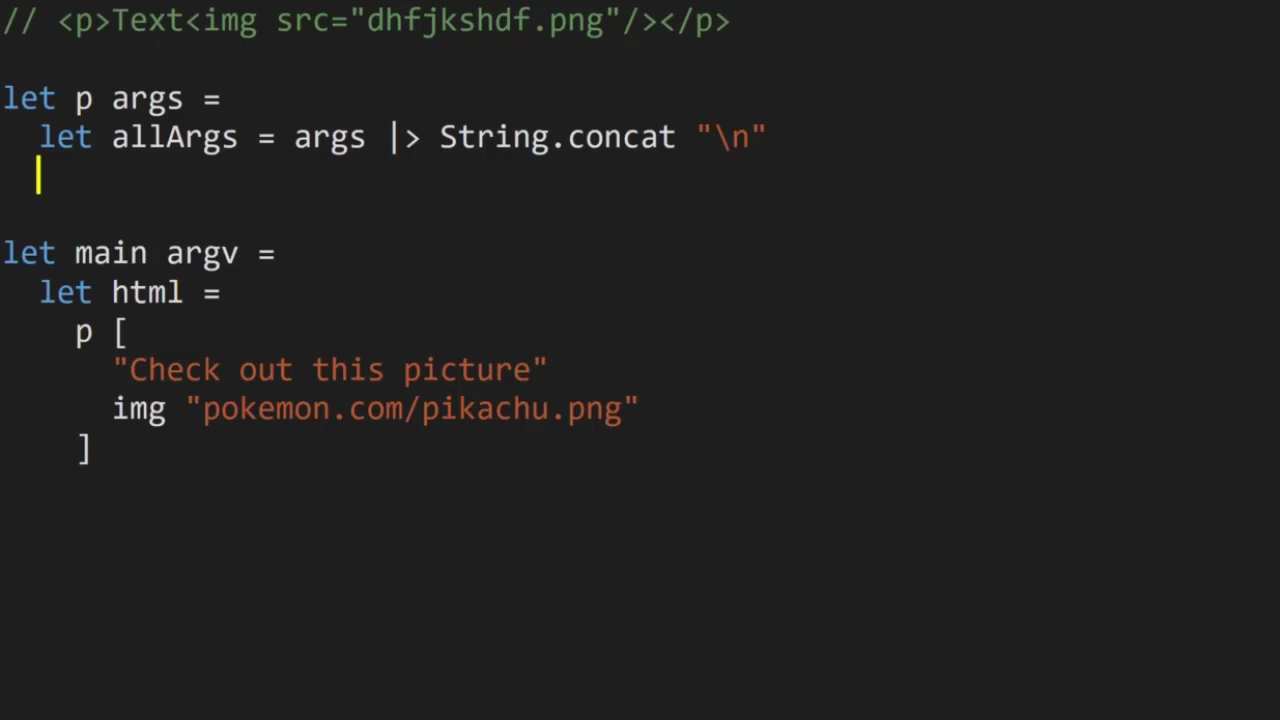 // <p>Text<img src="dhfjkshdf.png"/></p>
let p args =
  let allArgs = args |> String.concat "\n"
let main argv =
  let html =
    p [
      "Check out this picture"
      img "pokemon.com/pikachu.png"
    ]